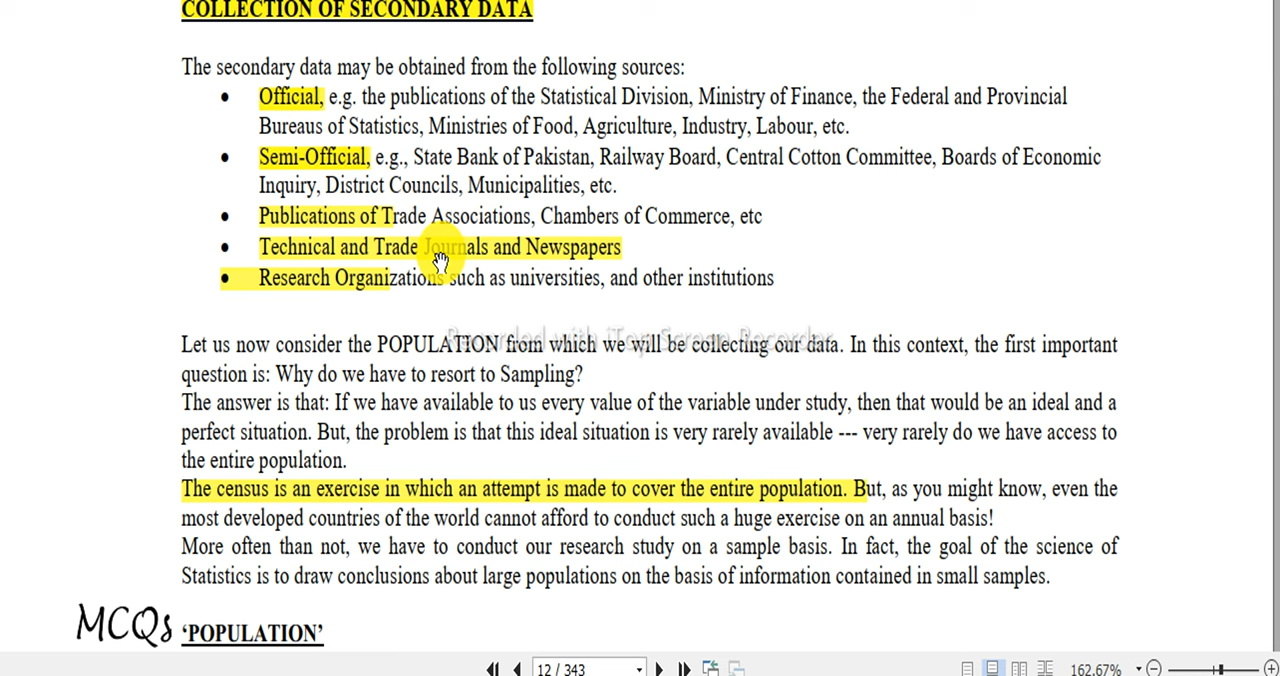 COLLECTION OF SECONDARY DATA
The secondary data may be obtained from the following sources:
• Official, e.g. the publications of the Statistical Division, Ministry of Finance, the Federal and Provincial
Bureaus of Statistics, Ministries of Food, Agriculture, Industry, Labour, etc.
• Semi-Official, e.g., State Bank of Pakistan, Railway Board, Central Cotton Committee, Boards of Economic
Inquiry, District Councils, Municipalities, etc.
• Publications of Trade Associations, Chambers of Commerce, etc
• Technical and Trade Journals and Newspapers
• Research Organizations such as universities, and other institutions
Recorded with iTop Screen Recorder
Let us now consider the POPULATION from which we will be collecting our data. In this context, the first important
question is: Why do we have to resort to Sampling?
The answer is that: If we have available to us every value of the variable under study, then that would be an ideal and a
perfect situation. But, the problem is that this ideal situation is very rarely available --- very rarely do we have access to
the entire population.
The census is an exercise in which an attempt is made to cover the entire population. But, as you might know, even the
most developed countries of the world cannot afford to conduct such a huge exercise on an annual basis!
More often than not, we have to conduct our research study on a sample basis. In fact, the goal of the science of
Statistics is to draw conclusions about large populations on the basis of information contained in small samples.
MCQs ‘POPULATION’
12 / 343 162.67%